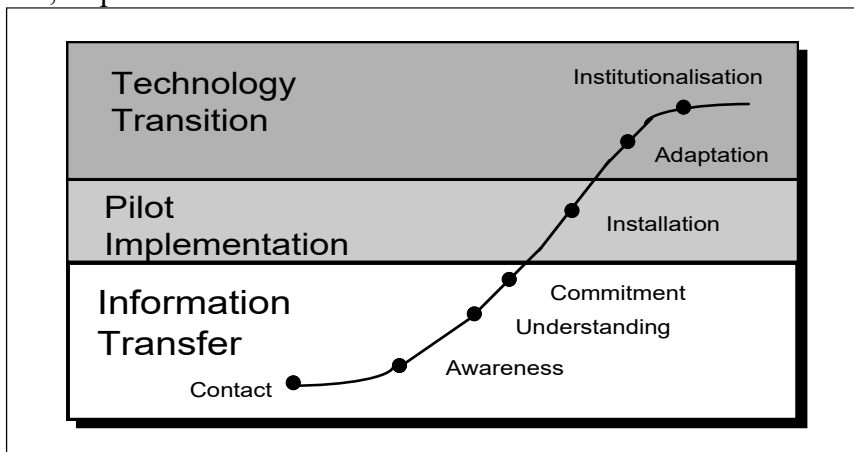 Technology
Transition
Institutionalisation
Adaptation
Pilot
Implementation
Installation
Information
Transfer
Commitment
Understanding
Awareness
Contact